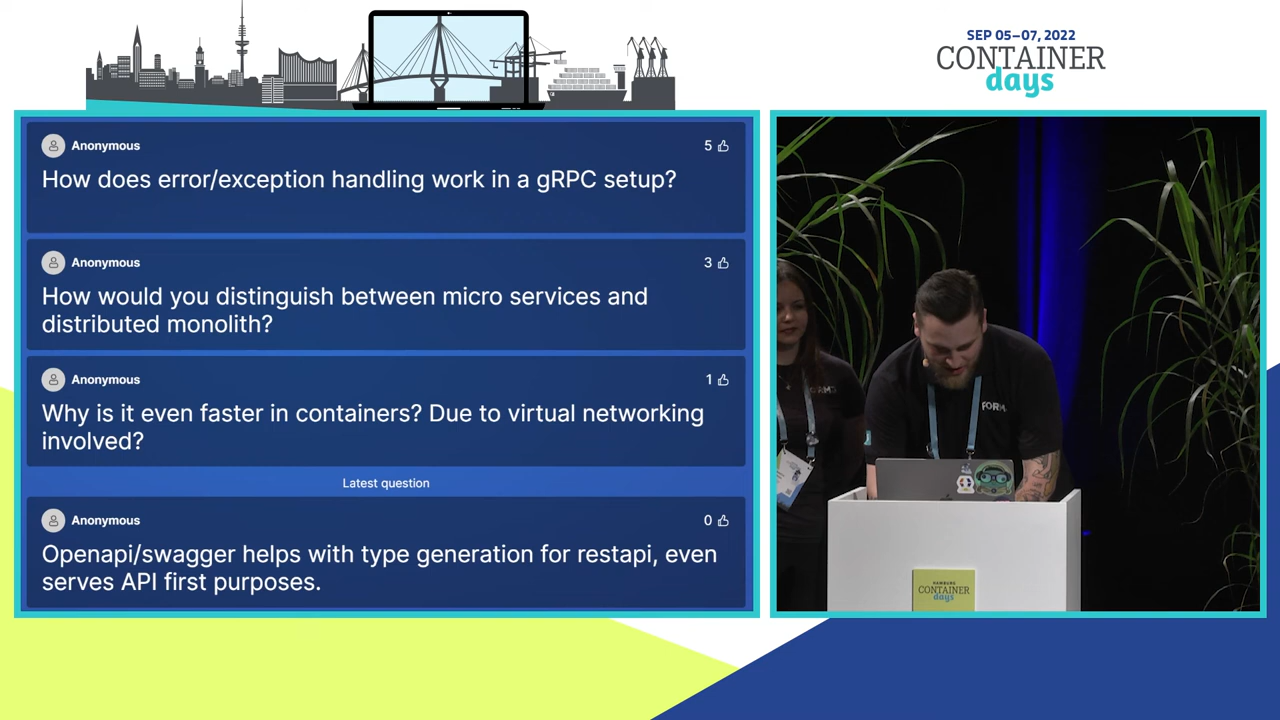 SEP 05–07, 2022
CONTAINER
days
Anonymous
5
How does error/exception handling work in a gRPC setup?
Anonymous
3
How would you distinguish between micro services and
distributed monolith?
Anonymous
1
Why is it even faster in containers? Due to virtual networking
involved?
Latest question
Anonymous
0
Openapi/swagger helps with type generation for restapi, even
serves API first purposes.
HAMBURG
CONTAINER
days